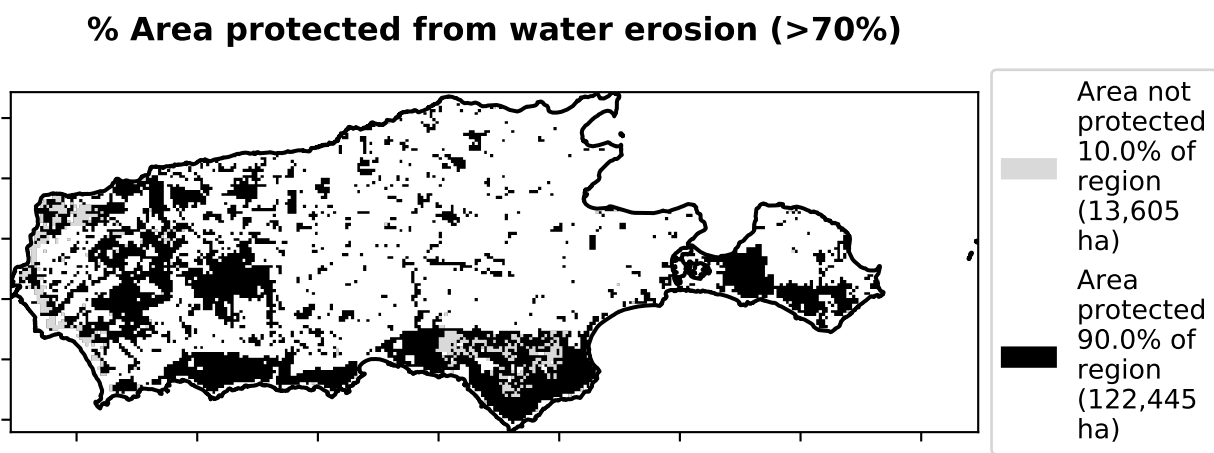 % Area protected from water erosion (>70%)
Area not
protected
10.0% of
region
(13,605
ha)
Area
protected
90.0% of
region
(122,445
ha)